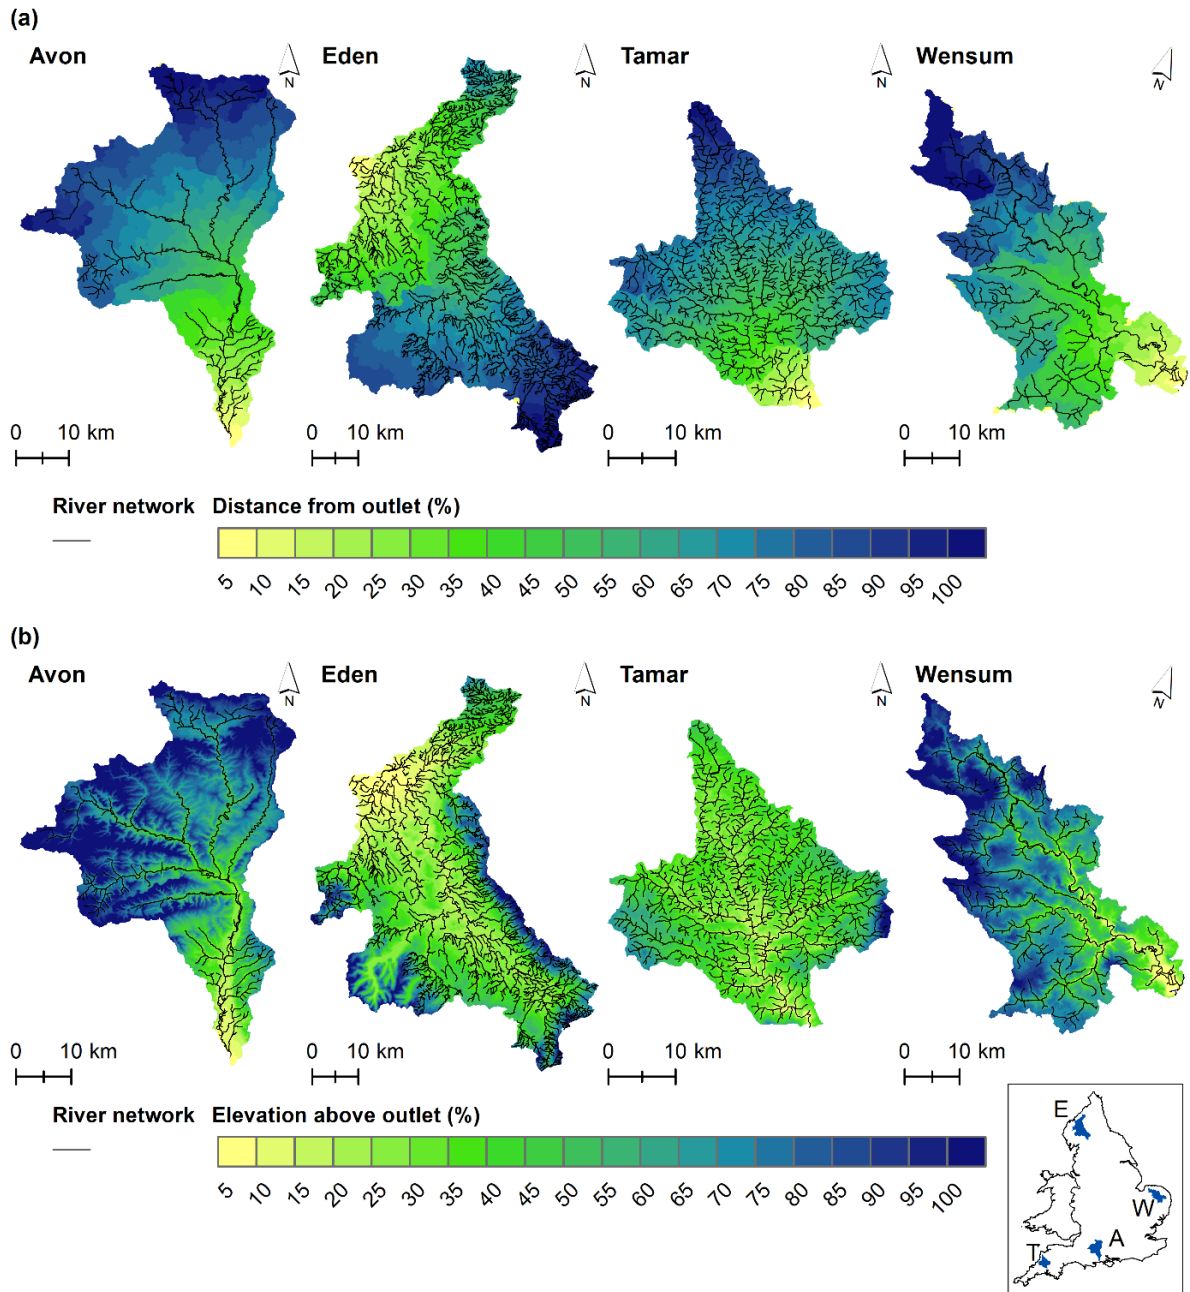 (a)
Avon Eden Tamar Wensum
N N N N
0 10 km 0 10 km 0 10 km 0 10 km
River network Distance from outlet (%)
5 10 15 20 25 30 35 40 45 50 55 60 65 70 75 80 85 90 95 100
(b)
Avon Eden Tamar Wensum
N N N N
0 10 km 0 10 km 0 10 km 0 10 km
River network Elevation above outlet (%)
5 10 15 20 25 30 35 40 45 50 55 60 65 70 75 80 85 90 95 100
E
W
A
T